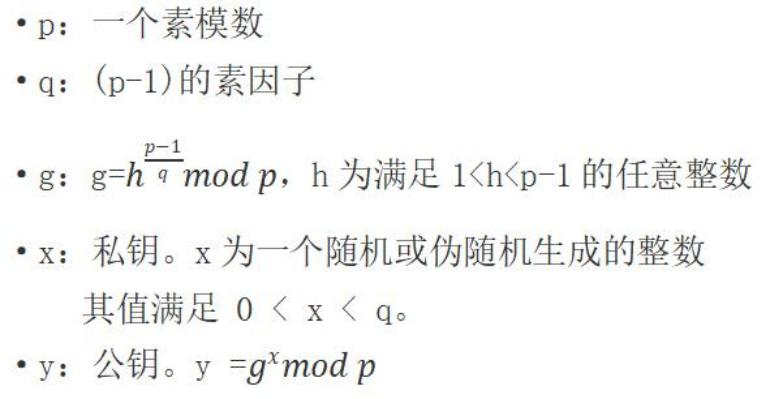 • p：一个素模数
• q：(p-1)的素因子
• g：g=h^{\frac{p-1}{q}} mod p，h 为满足 1<h<p-1 的任意整数
• x：私钥。x 为一个随机或伪随机生成的整数
其值满足 0 < x < q。
• y：公钥。y =g^x mod p